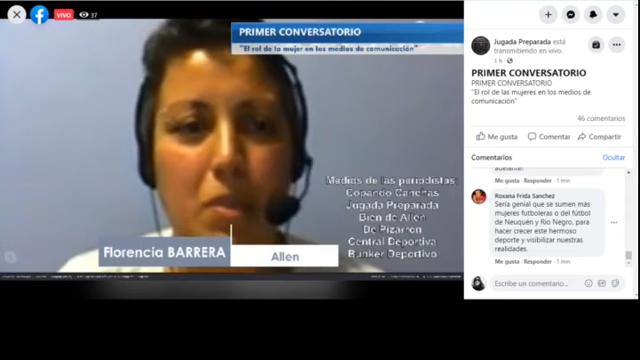 VIVO 37
PRIMER CONVERSATORIO
"El rol de la mujer en los medios de comunicación"
Medios de las periodistas:
Copando Canchas
Jugada Preparada
Bien de Allen
De Pizarron
Central Deportiva
Bunker Deportivo
Florencia BARRERA
Allen
Jugada Preparada está
transmitiendo en vivo.
1 h
PRIMER CONVERSATORIO
PRIMER CONVERSATORIO
"El rol de las mujeres en los medios de
comunicación"
46 comentarios
Me gusta Comentar Compartir
Comentarios Ocultar
Me gusta · Responder · 1 min
Roxana Frida Sanchez
Sería genial que se sumen más
mujeres futboleras o del fútbol
de Neuquén y Río Negro, para
hacer crecer este hermoso
deporte y visibilizar nuestras
realidades.
Me gusta · Responder · 1 min
Escribe un comentario...